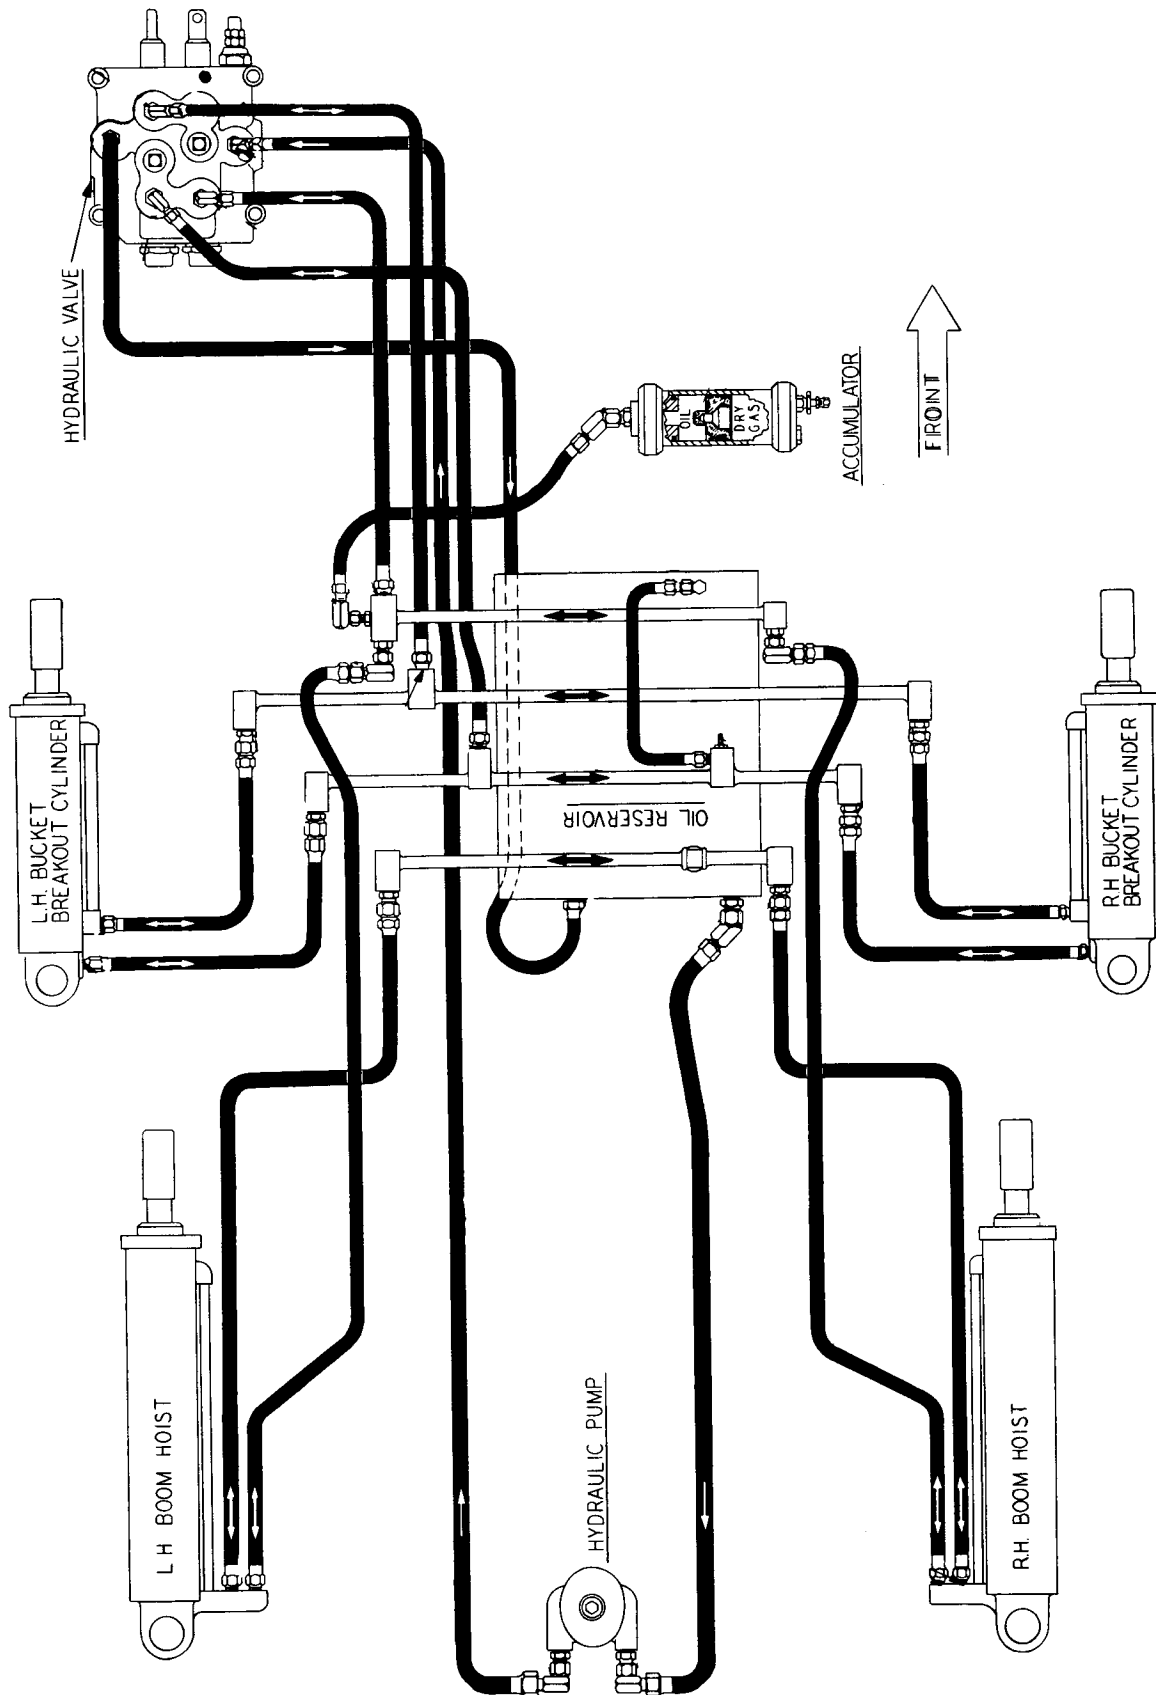 HYDRAULIC VALVE
ACCUMULATOR
OIL
DRY
GAS
FRONT
L.H. BUCKET
BREAKOUT CYLINDER
R.H BUCKET
BREAKOUT CYLINDER
OIL RESERVOIR
L H BOOM HOIST
HYDRAULIC PUMP
R.H. BOOM HOIST